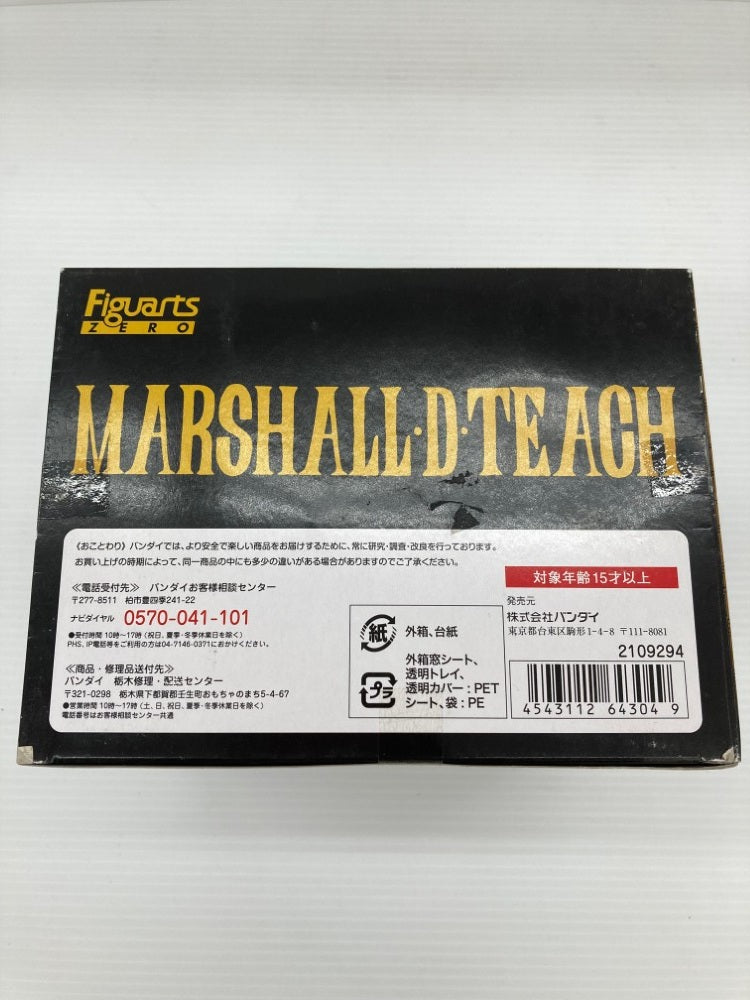 Figuarts
ZERO
MARSHALL・D・TEACH
《おことわり》バンダイでは、より安全で楽しい商品をお届けするために、常に研究・調査・改良を行っております。
お買い上げの時期によって、同一商品の中にも多少の違いがある場合がありますのでご了承ください。
≪電話受付先≫ バンダイお客様相談センター
〒277-8511 柏市豊四季241-22
ナビダイヤル 0570-041-101
●受付時間 10時～17時(祝日、夏季・冬季休業日を除く)
PHS、IP電話等をご利用の方は04-7146-0371におかけください。
≪商品・修理品送付先≫
バンダイ 栃木修理・配送センター
〒321-0298 栃木県下都賀郡壬生町おもちゃのまち5-4-67
●営業時間 10時～17時(土、日、祝日、夏季・冬季休業日を除く)
電話番号はお客様相談センター共通
紙
外箱、台紙
プラ
外箱窓シート、
透明トレイ、
透明カバー：PET
シート、袋：PE
対象年齢15才以上
発売元
株式会社バンダイ
東京都台東区駒形1-4-8 〒111-8081
2109294
4543112 64304 9